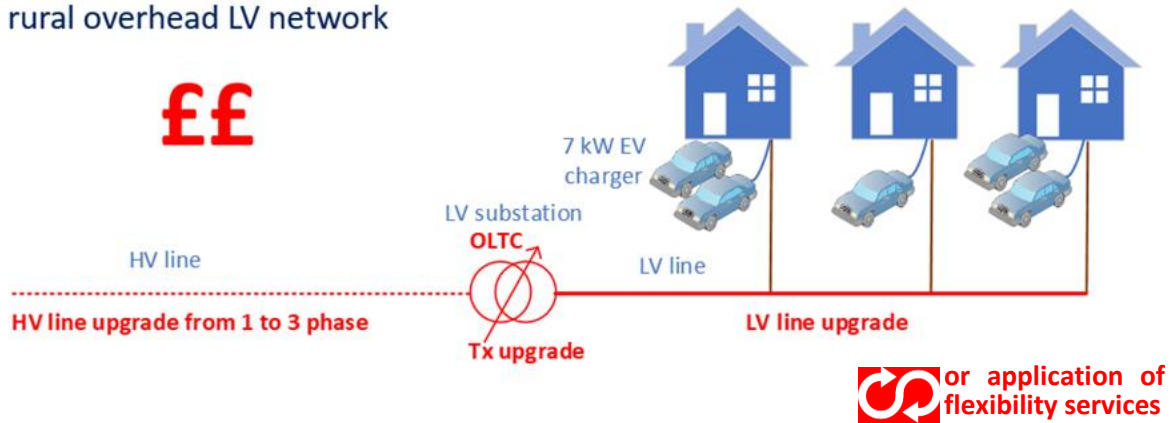 rural overhead LV network
££
7 kW EV
charger
LV substation
OLTC
HV line
LV line
HV line upgrade from 1 to 3 phase
LV line upgrade
Tx upgrade
or application of
flexibility services